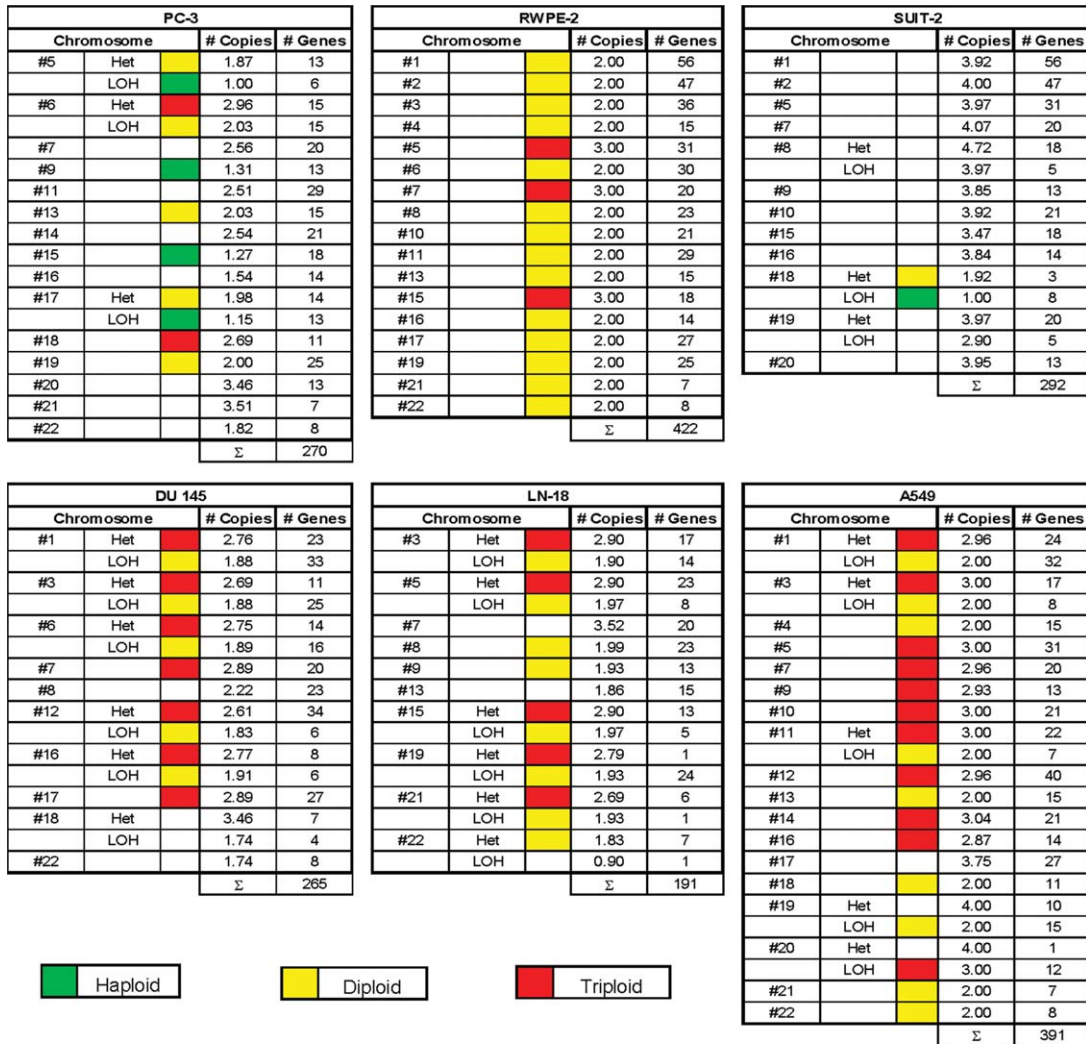 PC-3
Chromosome # Copies # Genes
#5 Het 1.87 13
LOH 1.00 6
#6 Het 2.96 15
LOH 2.03 15
#7 2.56 20
#9 1.31 13
#11 2.51 29
#13 2.03 15
#14 2.54 21
#15 1.27 18
#16 1.54 14
#17 Het 1.98 14
LOH 1.15 13
#18 2.69 11
#19 2.00 25
#20 3.46 13
#21 3.51 7
#22 1.82 8
Σ 270
RWPE-2
Chromosome # Copies # Genes
#1 2.00 56
#2 2.00 47
#3 2.00 36
#4 2.00 15
#5 3.00 31
#6 2.00 30
#7 3.00 20
#8 2.00 23
#10 2.00 21
#11 2.00 29
#13 2.00 15
#15 3.00 18
#16 2.00 14
#17 2.00 27
#19 2.00 25
#21 2.00 7
#22 2.00 8
Σ 422
SUIT-2
Chromosome # Copies # Genes
#1 3.92 56
#2 4.00 47
#5 3.97 31
#7 4.07 20
#8 Het 4.72 18
LOH 3.97 5
#9 3.85 13
#10 3.92 21
#15 3.47 18
#16 3.84 14
#18 Het 1.92 3
LOH 1.00 8
#19 Het 3.97 20
LOH 2.90 5
#20 3.95 13
Σ 292
DU 145
Chromosome # Copies # Genes
#1 Het 2.76 23
LOH 1.88 33
#3 Het 2.69 11
LOH 1.88 25
#6 Het 2.75 14
LOH 1.89 16
#7 2.89 20
#8 2.22 23
#12 Het 2.61 34
LOH 1.83 6
#16 Het 2.77 8
LOH 1.91 6
#17 2.89 27
#18 Het 3.46 7
LOH 1.74 4
#22 1.74 8
Σ 265
LN-18
Chromosome # Copies # Genes
#3 Het 2.90 17
LOH 1.90 14
#5 Het 2.90 23
LOH 1.97 8
#7 3.52 20
#8 1.99 23
#9 1.93 13
#13 1.86 15
#15 Het 2.90 13
LOH 1.97 5
#19 Het 2.79 1
LOH 1.93 24
#21 Het 2.69 6
LOH 1.93 1
#22 Het 1.83 7
LOH 0.90 1
Σ 191
A549
Chromosome # Copies # Genes
#1 Het 2.96 24
LOH 2.00 32
#3 Het 3.00 17
LOH 2.00 8
#4 2.00 15
#5 3.00 31
#7 2.96 20
#9 2.93 13
#10 3.00 21
#11 Het 3.00 22
LOH 2.00 7
#12 2.96 40
#13 2.00 15
#14 3.04 21
#16 2.87 14
#17 3.75 27
#18 2.00 11
#19 Het 4.00 10
LOH 2.00 15
#20 Het 4.00 1
LOH 3.00 12
#21 2.00 7
#22 2.00 8
Σ 391
Haploid Diploid Triploid